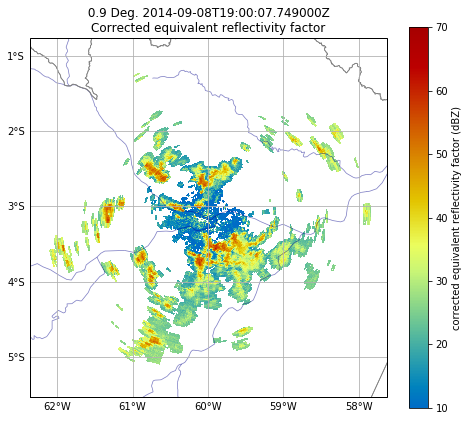 0.9 Deg. 2014-09-08T19:00:07.749000Z
Corrected equivalent reflectivity factor
1°S
2°S
3°S
4°S
5°S
62°W 61°W 60°W 59°W 58°W
70
60
50
40
30
20
10
corrected equivalent reflectivity factor (dBZ)